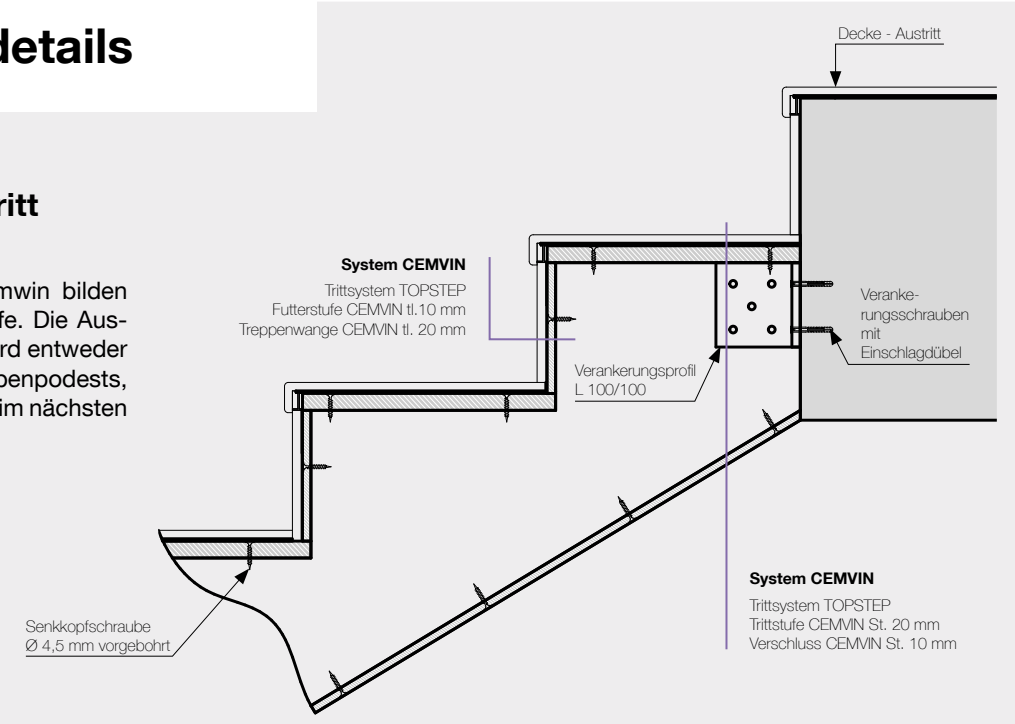 details
ritt
mwin bilden
fe. Die Aus-
rd entweder
penpodests,
im nächsten
Decke - Austritt
System CEMVIN
Trittsystem TOPSTEP
Futterstufe CEMVIN tl.10 mm
Treppenwange CEMVIN tl. 20 mm
Veranke-
rungsschrauben
mit
Einschlagdübel
Verankerungsprofil
L 100/100
System CEMVIN
Trittsystem TOPSTEP
Trittstufe CEMVIN St. 20 mm
Verschluss CEMVIN St. 10 mm
Senkkopfschraube
Ø 4,5 mm vorgebohrt